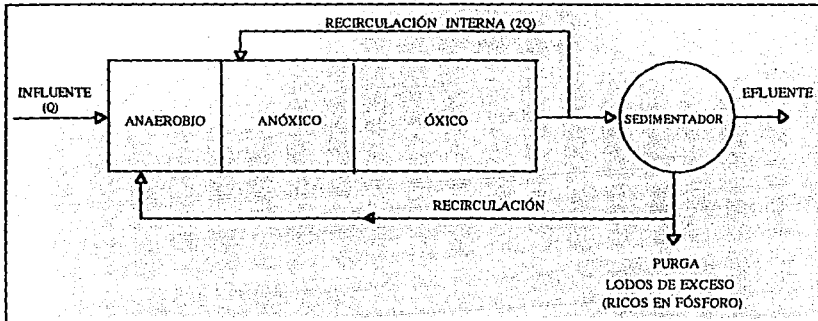 RECIRCULACIÓN INTERNA (2Q)
INFLUENTE
(Q)
ANAEROBIO
ANÓXICO
ÓXICO
SEDIMENTADOR
EFLUENTE
RECIRCULACIÓN
PURGA
LODOS DE EXCESO
(RICOS EN FÓSFORO)